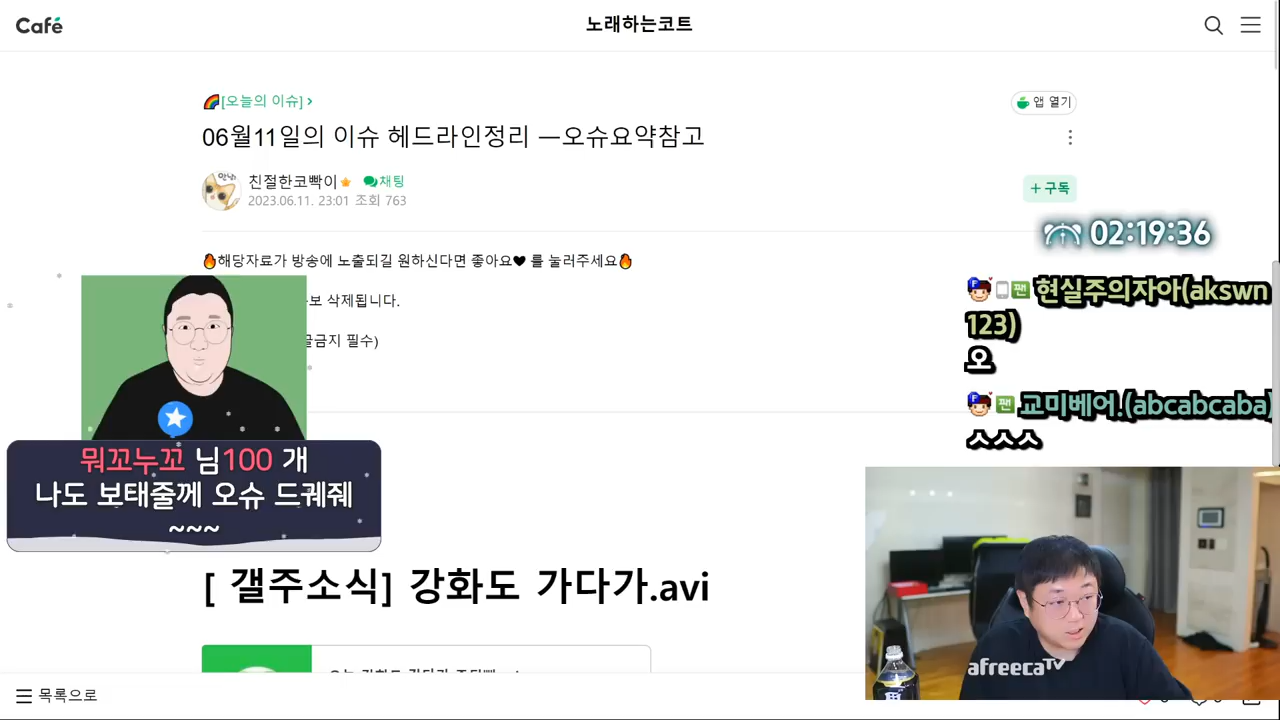 Café
노래하는코트
[오늘의 이슈] >
앱 열기
06월11일의 이슈 헤드라인정리 —오슈요약참고
친절한코빡이
채팅
2023.06.11. 23:01 조회 763
+ 구독
02:19:36
해당자료가 방송에 노출되길 원하신다면 좋아요 를 눌러주세요
삭제됩니다.
글금지 필수)
현실주의자아(akswn
123)
오
교미베어.(abcabcaba)
ㅅㅅㅅ
뭐꼬누꼬 님100 개
나도 보태줄께 오슈 드궤줴
~~~
[ 갤주소식] 강화도 가다가.avi
afreecaTV
목록으로